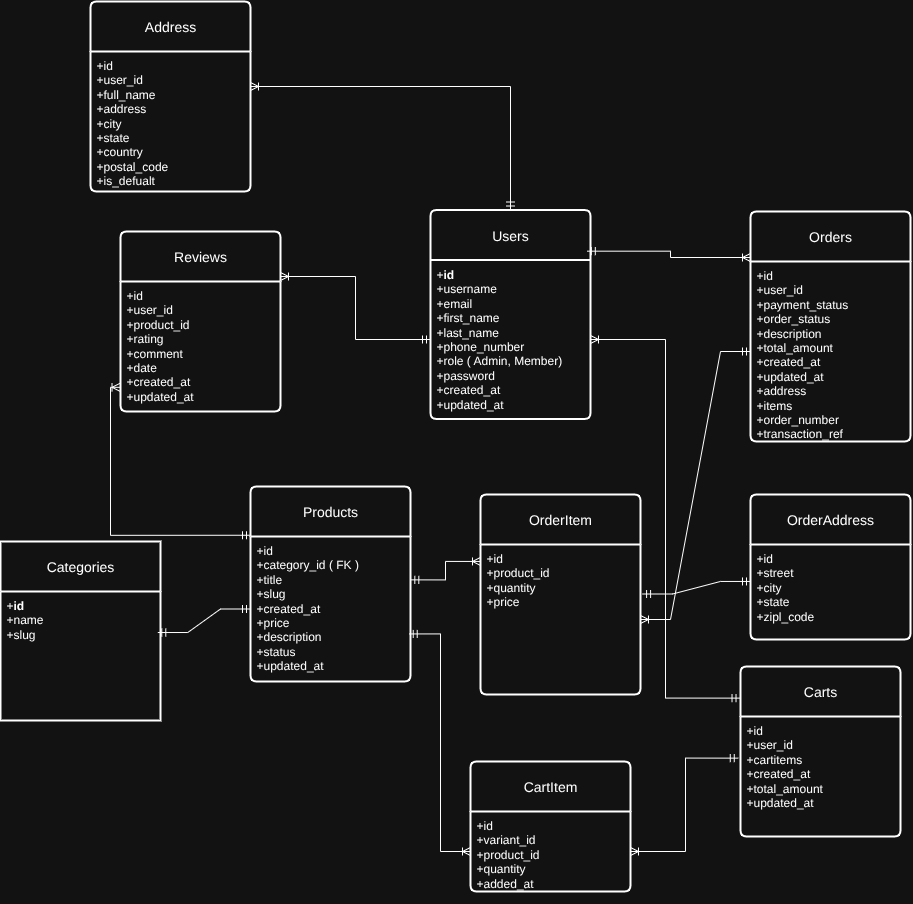 Address
+id
+user_id
+full_name
+address
+city
+state
+country
+postal_code
+is_defualt
Users
+id
+username
+email
+first_name
+last_name
+phone_number
+role ( Admin, Member)
+password
+created_at
+updated_at
Orders
+id
+user_id
+payment_status
+order_status
+description
+total_amount
+created_at
+updated_at
+address
+items
+order_number
+transaction_ref
Reviews
+id
+user_id
+product_id
+rating
+comment
+date
+created_at
+updated_at
Products
+id
+category_id ( FK )
+title
+slug
+created_at
+price
+description
+status
+updated_at
OrderItem
+id
+product_id
+quantity
+price
OrderAddress
+id
+street
+city
+state
+zipl_code
Categories
+id
+name
+slug
Carts
+id
+user_id
+cartitems
+created_at
+total_amount
+updated_at
CartItem
+id
+variant_id
+product_id
+quantity
+added_at